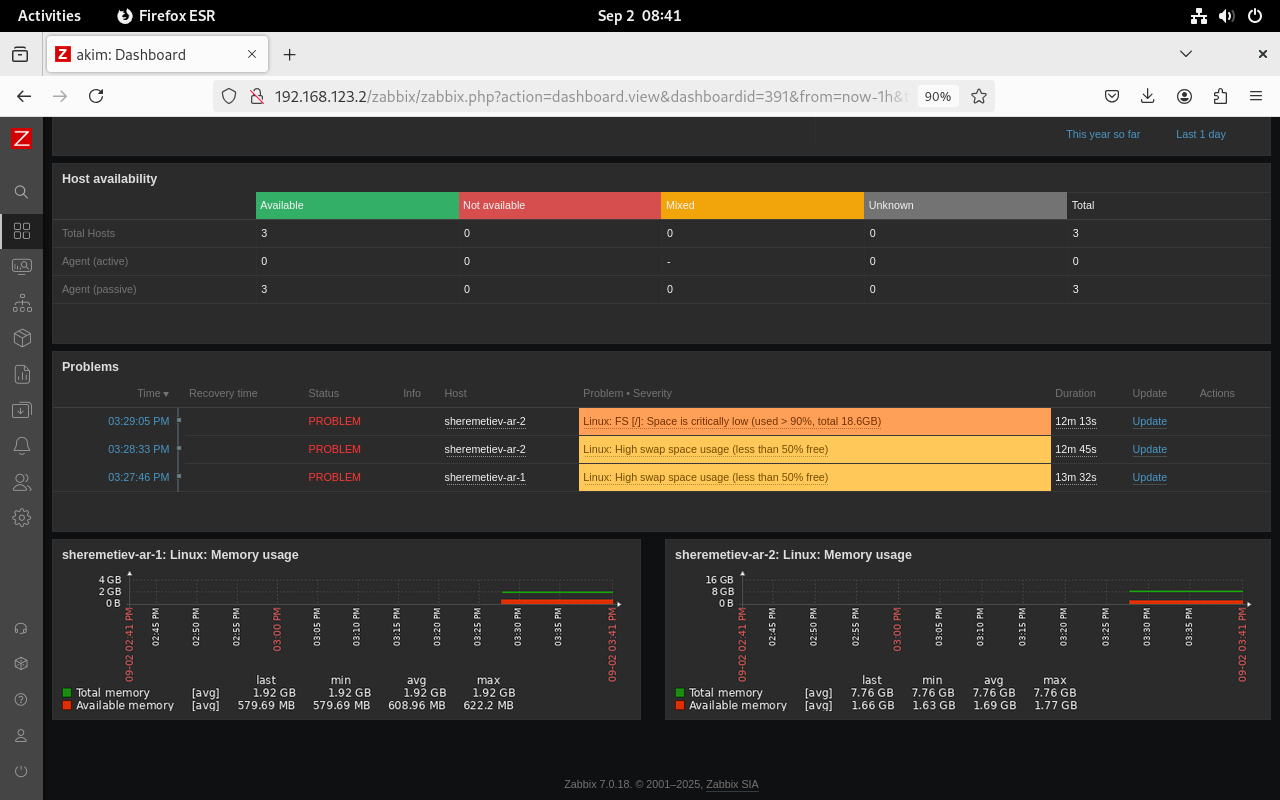 Activities Firefox ESR Sep 2 08:41
akim: Dashboard
192.168.123.2/zabbix/zabbix.php?action=dashboard.view&dashboardid=391&from=now-1h& 90%
This year so far Last 1 day
Host availability
Available Not available Mixed Unknown Total
Total Hosts 3 0 0 0 3
Agent (active) 0 0 - 0 0
Agent (passive) 3 0 0 0 3
Problems
Time Recovery time Status Info Host Problem • Severity Duration Update Actions
03:29:05 PM PROBLEM sheremetiev-ar-2 Linux: FS [/]: Space is critically low (used > 90%, total 18.6GB) 12m 13s Update
03:28:33 PM PROBLEM sheremetiev-ar-2 Linux: High swap space usage (less than 50% free) 12m 45s Update
03:27:46 PM PROBLEM sheremetiev-ar-1 Linux: High swap space usage (less than 50% free) 13m 32s Update
sheremetiev-ar-1: Linux: Memory usage
4 GB
2 GB
0 B
09-02 02:41 PM 02:45 PM 02:50 PM 02:55 PM 03:00 PM 03:05 PM 03:10 PM 03:15 PM 03:20 PM 03:25 PM 03:30 PM 03:35 PM 09-02 03:41 PM
last min avg max
Total memory [avg] 1.92 GB 1.92 GB 1.92 GB 1.92 GB
Available memory [avg] 579.69 MB 579.69 MB 608.96 MB 622.2 MB
sheremetiev-ar-2: Linux: Memory usage
16 GB
8 GB
0 B
09-02 02:41 PM 02:45 PM 02:50 PM 02:55 PM 03:00 PM 03:05 PM 03:10 PM 03:15 PM 03:20 PM 03:25 PM 03:30 PM 03:35 PM 09-02 03:41 PM
last min avg max
Total memory [avg] 7.76 GB 7.76 GB 7.76 GB 7.76 GB
Available memory [avg] 1.66 GB 1.63 GB 1.69 GB 1.77 GB
Zabbix 7.0.18. © 2001–2025, Zabbix SIA